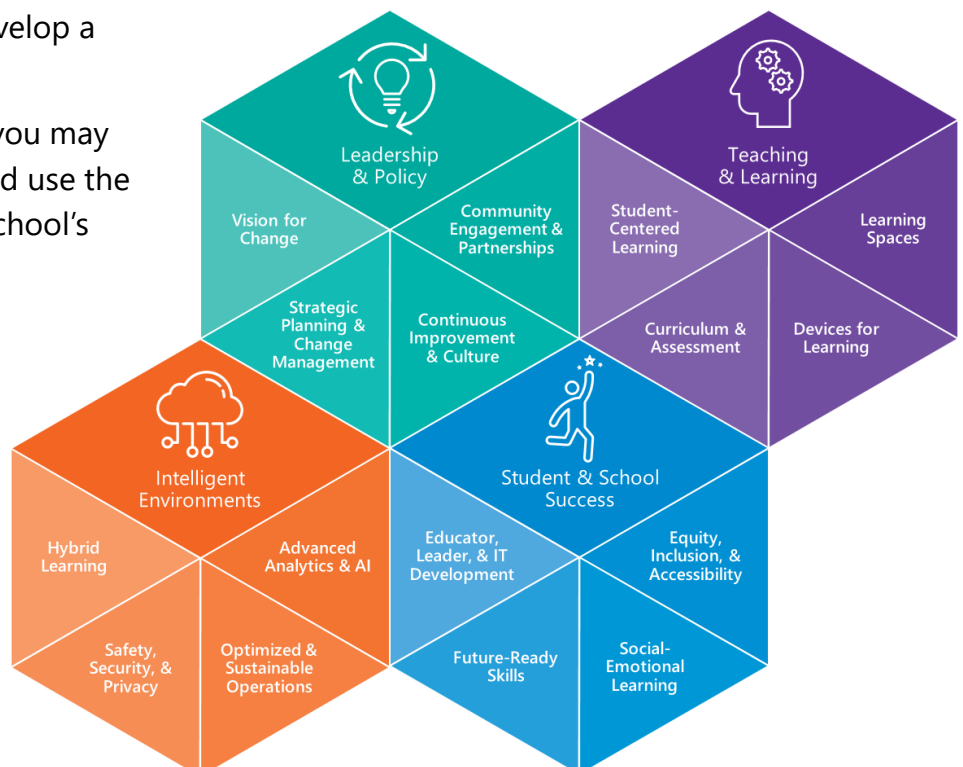 velop a
you may
d use the
chool's
Leadership
& Policy
Vision for
Change
Community
Engagement &
Partnerships
Strategic
Planning &
Change
Management
Continuous
Improvement
& Culture
Teaching
& Learning
Student-
Centered
Learning
Learning
Spaces
Curriculum &
Assessment
Devices for
Learning
Intelligent
Environments
Hybrid
Learning
Advanced
Analytics & AI
Safety,
Security, &
Privacy
Optimized &
Sustainable
Operations
Student & School
Success
Educator,
Leader, & IT
Development
Equity,
Inclusion, &
Accessibility
Future-Ready
Skills
Social-
Emotional
Learning